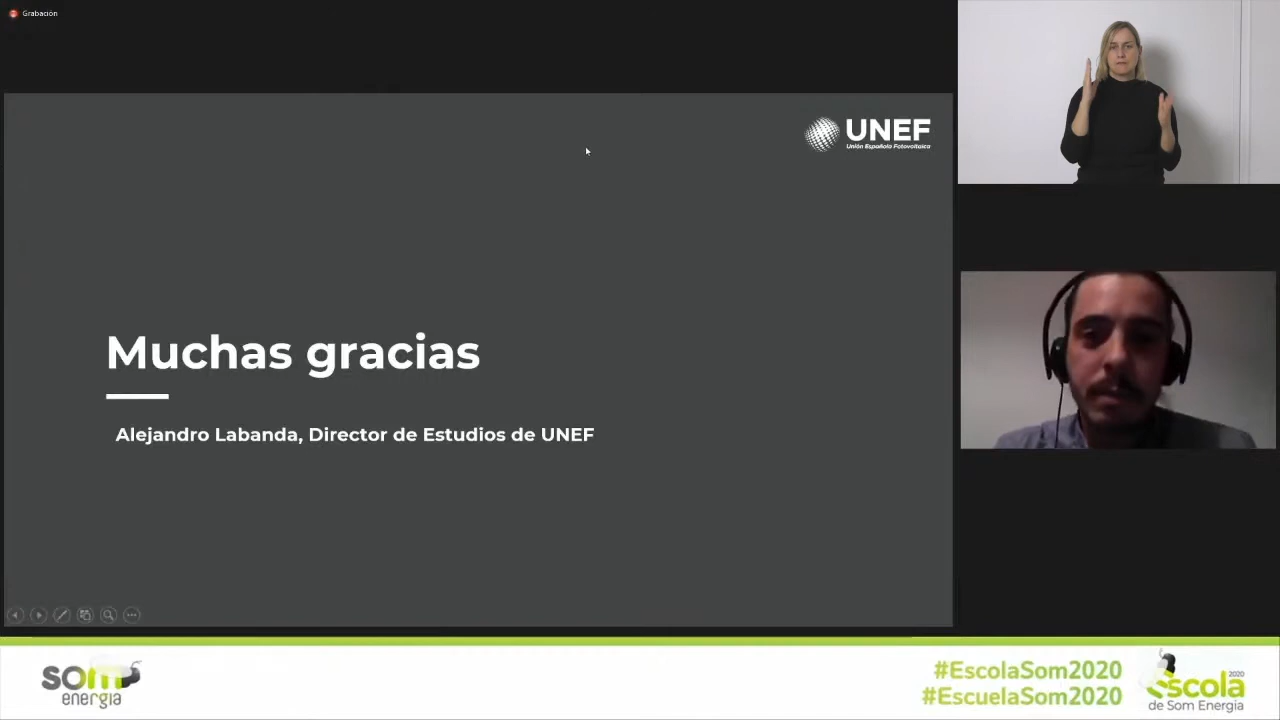 Grabación
UNEF
Unión Española Fotovoltaica
Muchas gracias
Alejandro Labanda, Director de Estudios de UNEF
som
energia
#EscolaSom2020
#EscuelaSom2020
2020
escola
de Som Energia